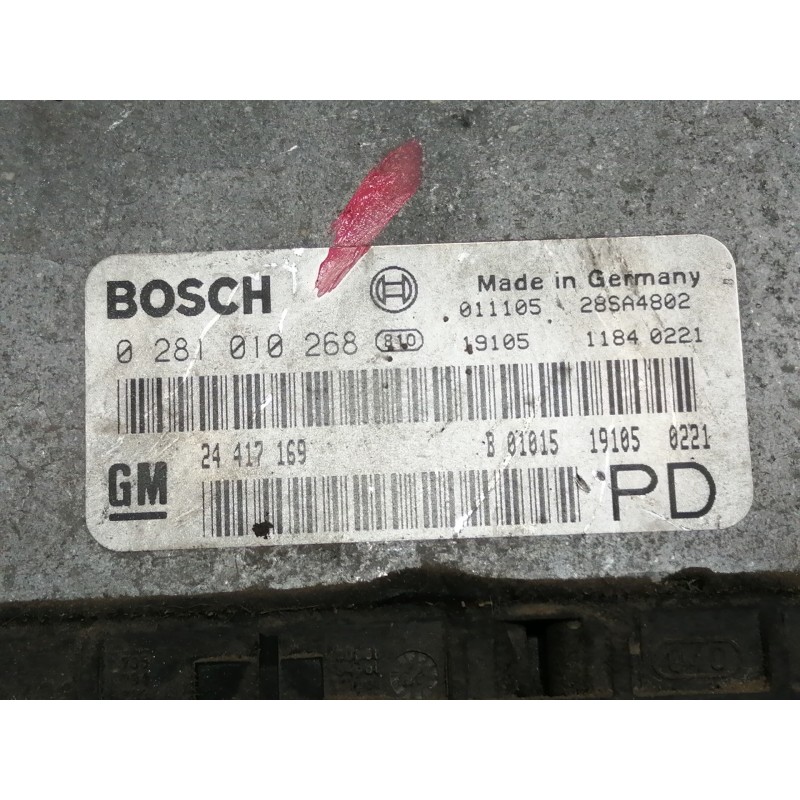 BOSCH
Made in Germany
011105 28SA4802
0 281 010 268 810 19105 1184 0221
24 417 169 B 01015 19105 0221
GM PD